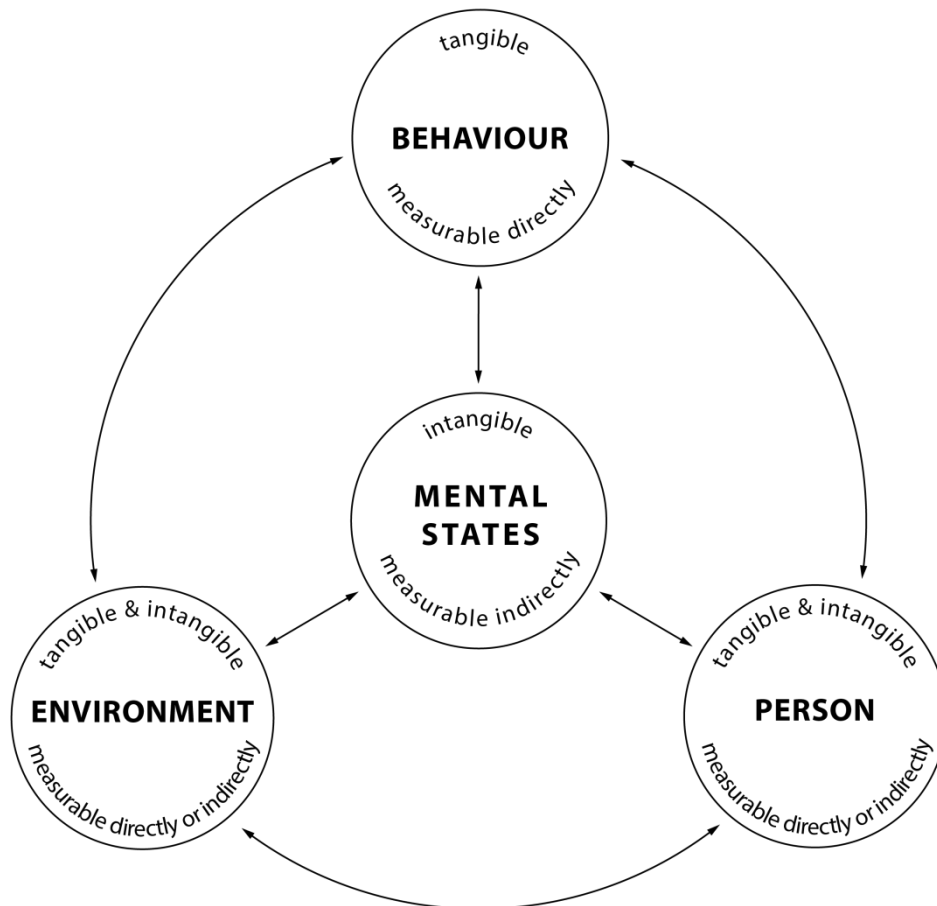 tangible
BEHAVIOUR
measurable directly
intangible
MENTAL
STATES
measurable indirectly
tangible & intangible
ENVIRONMENT
measurable directly or indirectly
tangible & intangible
PERSON
measurable directly or indirectly